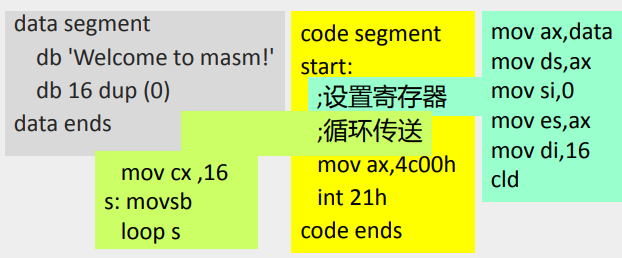 data segment
db 'Welcome to masm!'
db 16 dup (0)
data ends
mov cx ,16
s: movsb
loop s
code segment
start:
;设置寄存器
;循环传送
mov ax,4c00h
int 21h
code ends
mov ax,data
mov ds,ax
mov si,0
mov es,ax
mov di,16
cld